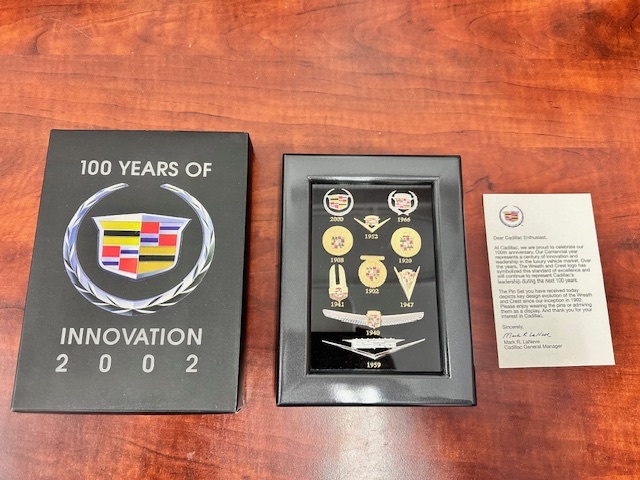 100 YEARS OF
INNOVATION
2002
2000
1966
1952
1908
1920
1902
1941
1947
1940
1959
Dear Cadillac Enthusiast,
At Cadillac, we are proud to celebrate our
100th anniversary. Our Centennial year
represents a century of innovation and
leadership in the luxury vehicle market. Over
the years, The Wreath and Crest logo has
symbolized this standard of excellence and
will continue to represent Cadillac's
leadership during the next 100 years.
The Pin Set you have received today
depicts key design evolution of the Wreath
and Crest since our inception in 1902.
Please enjoy wearing the pins or admiring
them as a display. And thank you for your
interest in Cadillac.
Sincerely,
Mark R. LaNeve
Mark R. LaNeve
Cadillac General Manager